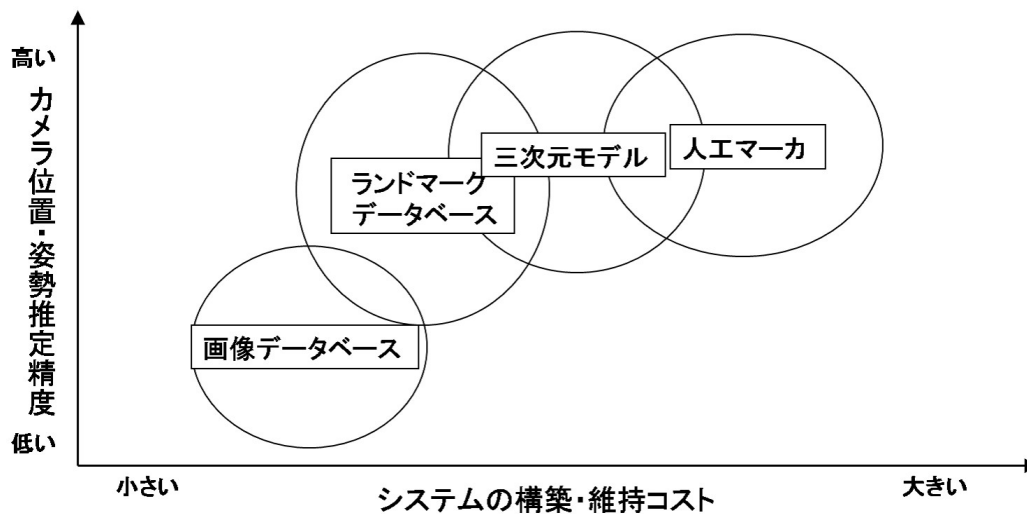 高い
カメラ位置・姿勢推定精度
低い
人工マーカ
三次元モデル
ランドマーク
データベース
画像データベース
小さい
システムの構築・維持コスト
大きい